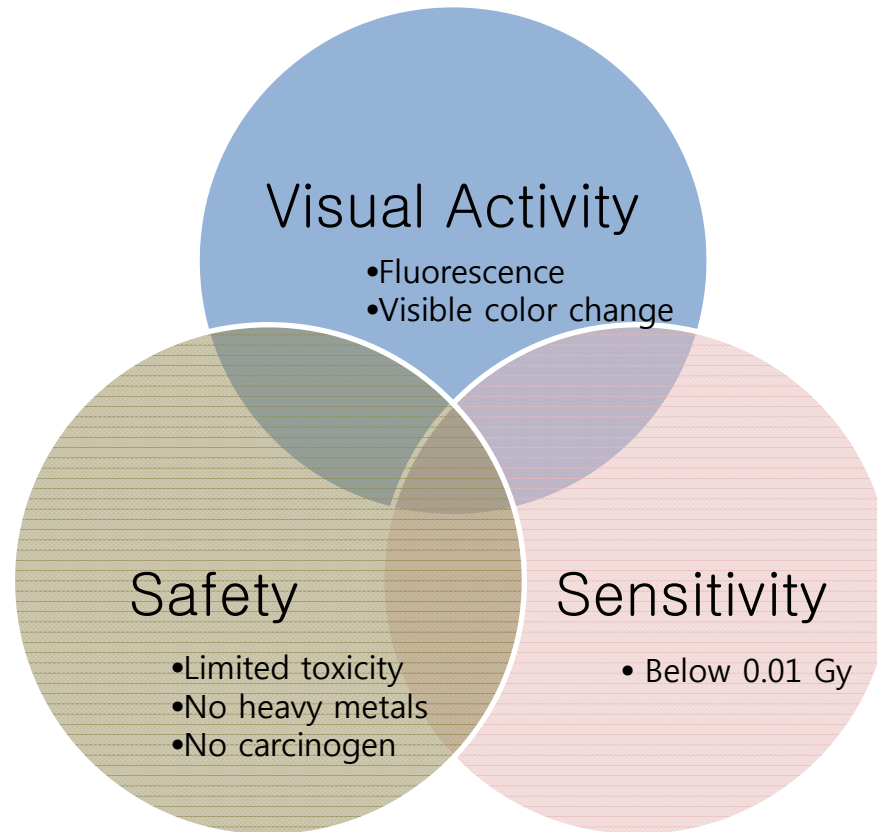 Visual Activity
•Fluorescence
•Visible color change
Safety
•Limited toxicity
•No heavy metals
•No carcinogen
Sensitivity
• Below 0.01 Gy